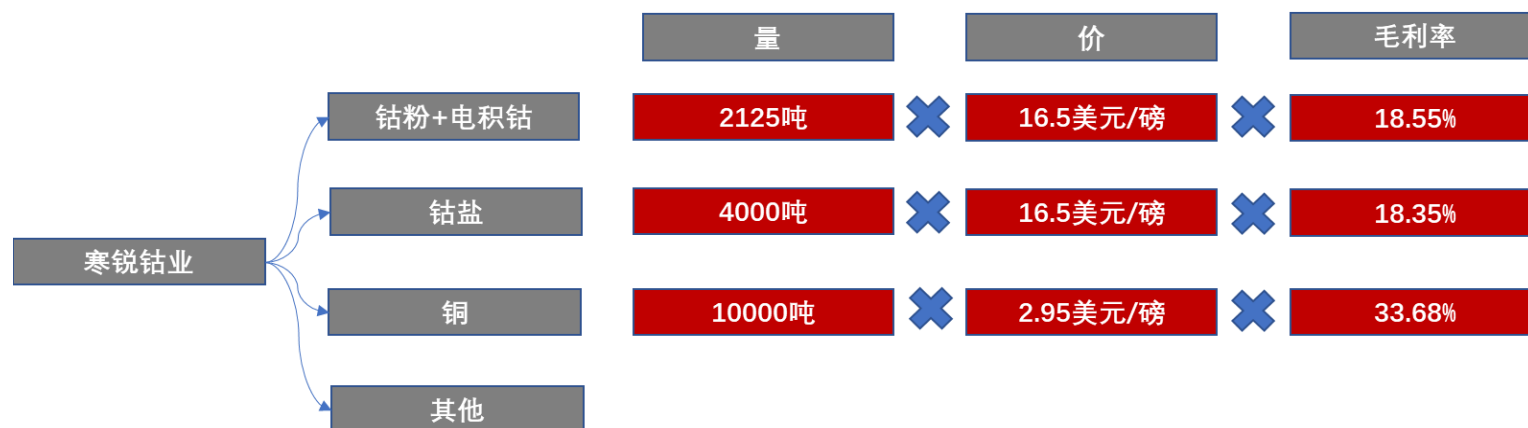 量
价
毛利率
钴粉+电积钴
2125吨
16.5美元/磅
18.55%
钴盐
4000吨
16.5美元/磅
18.35%
寒锐钴业
铜
10000吨
2.95美元/磅
33.68%
其他